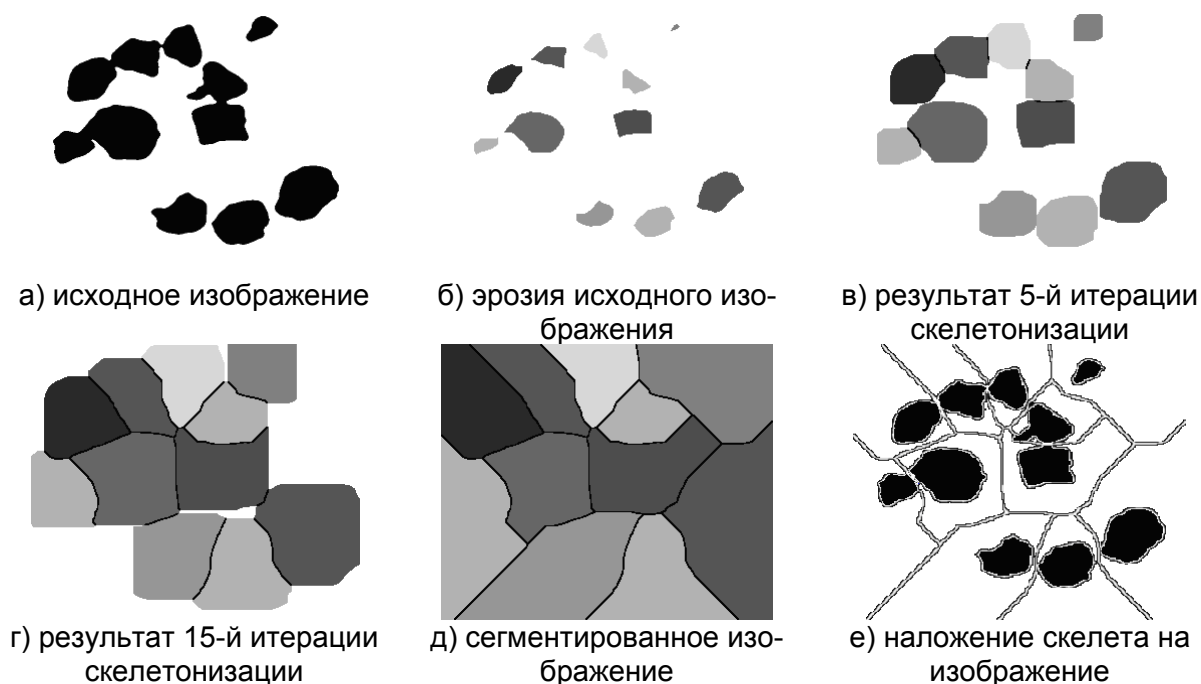 а) исходное изображение
б) эрозия исходного изо-
бражения
в) результат 5-й итерации
скелетонизации
г) результат 15-й итерации
скелетонизации
д) сегментированное изо-
бражение
е) наложение скелета на
изображение